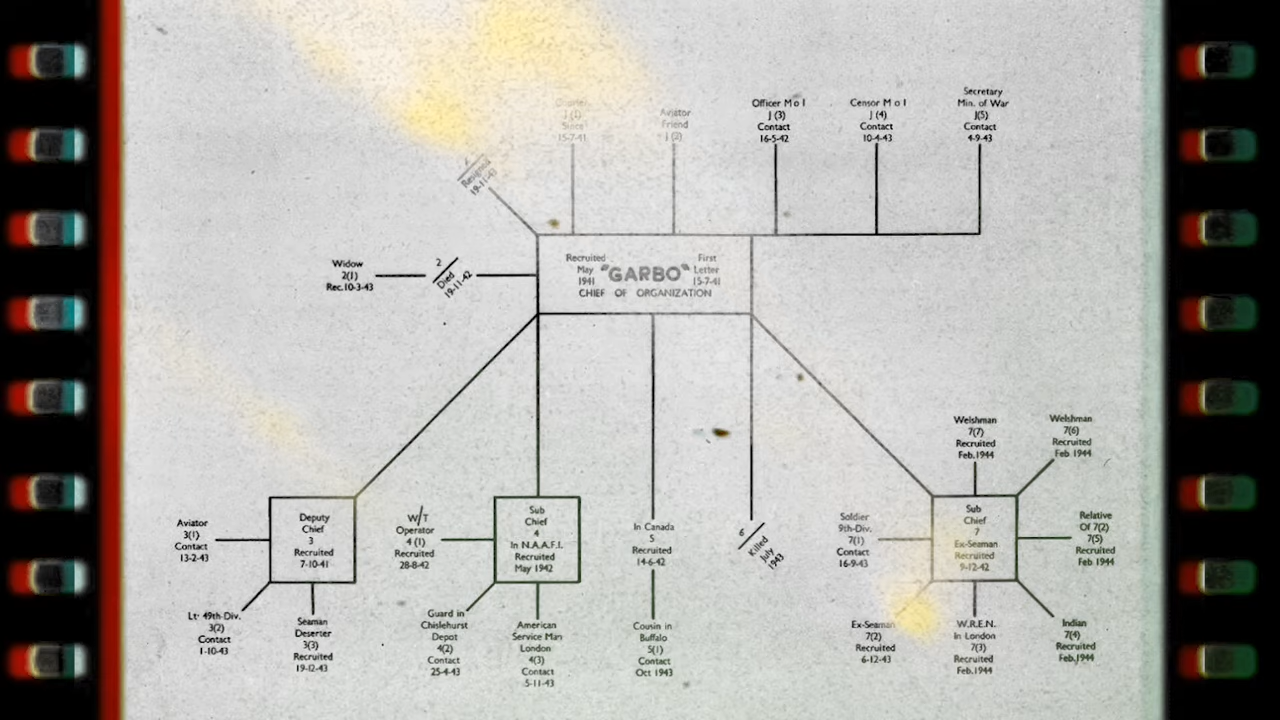 J (1)
Since
15-7-41
Aviator
Friend
J (2)
Officer M o I
J (3)
Contact
16-5-42
Censor M o I
J (4)
Contact
10-4-43
Secretary
Min. of War
J(5)
Contact
4-9-43
Resigned
19-11-41
Widow
2(1)
Rec.10-3-43
2
Died
19-11-42
Recruited
May
1941
"GARBO"
First
Letter
15-7-41
CHIEF OF ORGANIZATION
Aviator
3(1)
Contact
13-2-43
Deputy
Chief
3
Recruited
7-10-41
Lt· 49th·Div.
3(2)
Contact
1-10-43
Seaman
Deserter
3(3)
Recruited
19-12-43
W/T
Operator
4 (1)
Recruited
28-8-42
Sub
Chief
4
In N.A.A.F.I.
Recruited
May 1942
Guard in
Chislehurst
Depot
4(2)
Contact
25-4-43
American
Service Man
London
4(3)
Contact
5-11-43
In Canada
5
Recruited
14-6-42
Cousin in
Buffalo
5(1)
Contact
Oct 1943
6
Killed
July
1943
Soldier
9th-Div.
7(1)
Contact
16-9-43
Sub
Chief
7
Ex-Seaman
Recruited
9-12-42
Welshman
7(7)
Recruited
Feb.1944
Welshman
7(6)
Recruited
Feb 1944
Relative
Of 7(2)
7(5)
Recruited
Feb 1944
Ex-Seaman
7(2)
Recruited
6-12-43
W.R.E.N.
In London
7(3)
Recruited
Feb.1944
Indian
7(4)
Recruited
Feb.1944